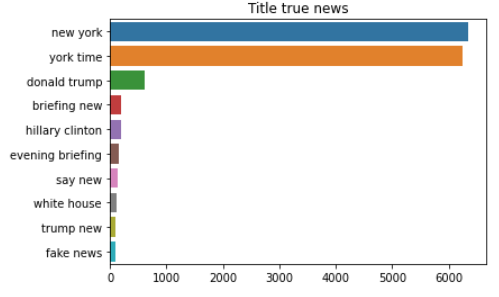 Title true news
new york
york time
donald trump
briefing new
hillary clinton
evening briefing
say new
white house
trump new
fake news
0 1000 2000 3000 4000 5000 6000